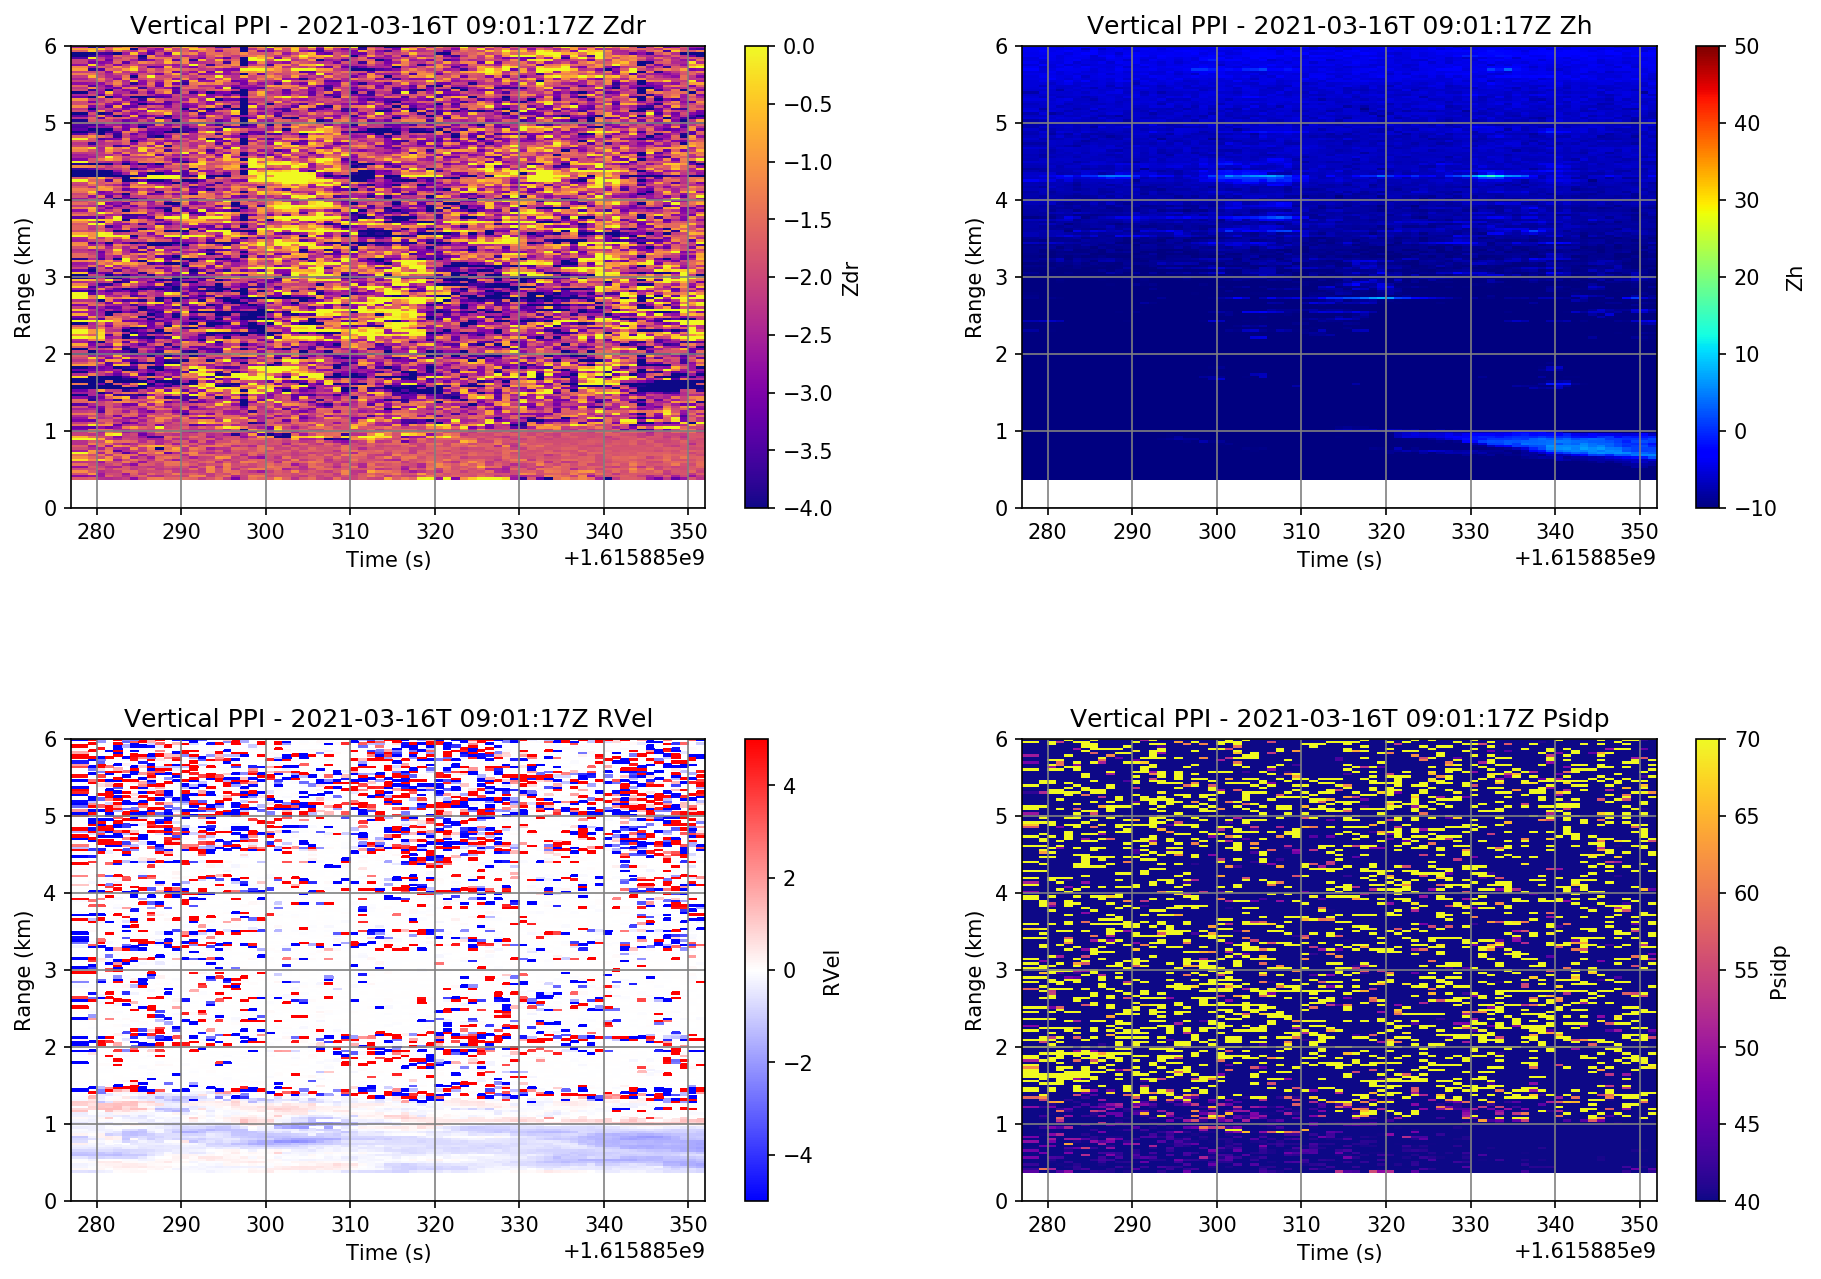 Vertical PPI - 2021-03-16T 09:01:17Z Zdr
6
5
4
3
2
1
0
Range (km)
280 290 300 310 320 330 340 350
Time (s)
+1.615885e9
0.0
−0.5
−1.0
−1.5
−2.0
−2.5
−3.0
−3.5
−4.0
Zdr
Vertical PPI - 2021-03-16T 09:01:17Z Zh
6
5
4
3
2
1
0
Range (km)
280 290 300 310 320 330 340 350
Time (s)
+1.615885e9
50
40
30
20
10
0
−10
Zh
Vertical PPI - 2021-03-16T 09:01:17Z RVel
6
5
4
3
2
1
0
Range (km)
280 290 300 310 320 330 340 350
Time (s)
+1.615885e9
4
2
0
−2
−4
RVel
Vertical PPI - 2021-03-16T 09:01:17Z Psidp
6
5
4
3
2
1
0
Range (km)
280 290 300 310 320 330 340 350
Time (s)
+1.615885e9
70
65
60
55
50
45
40
Psidp